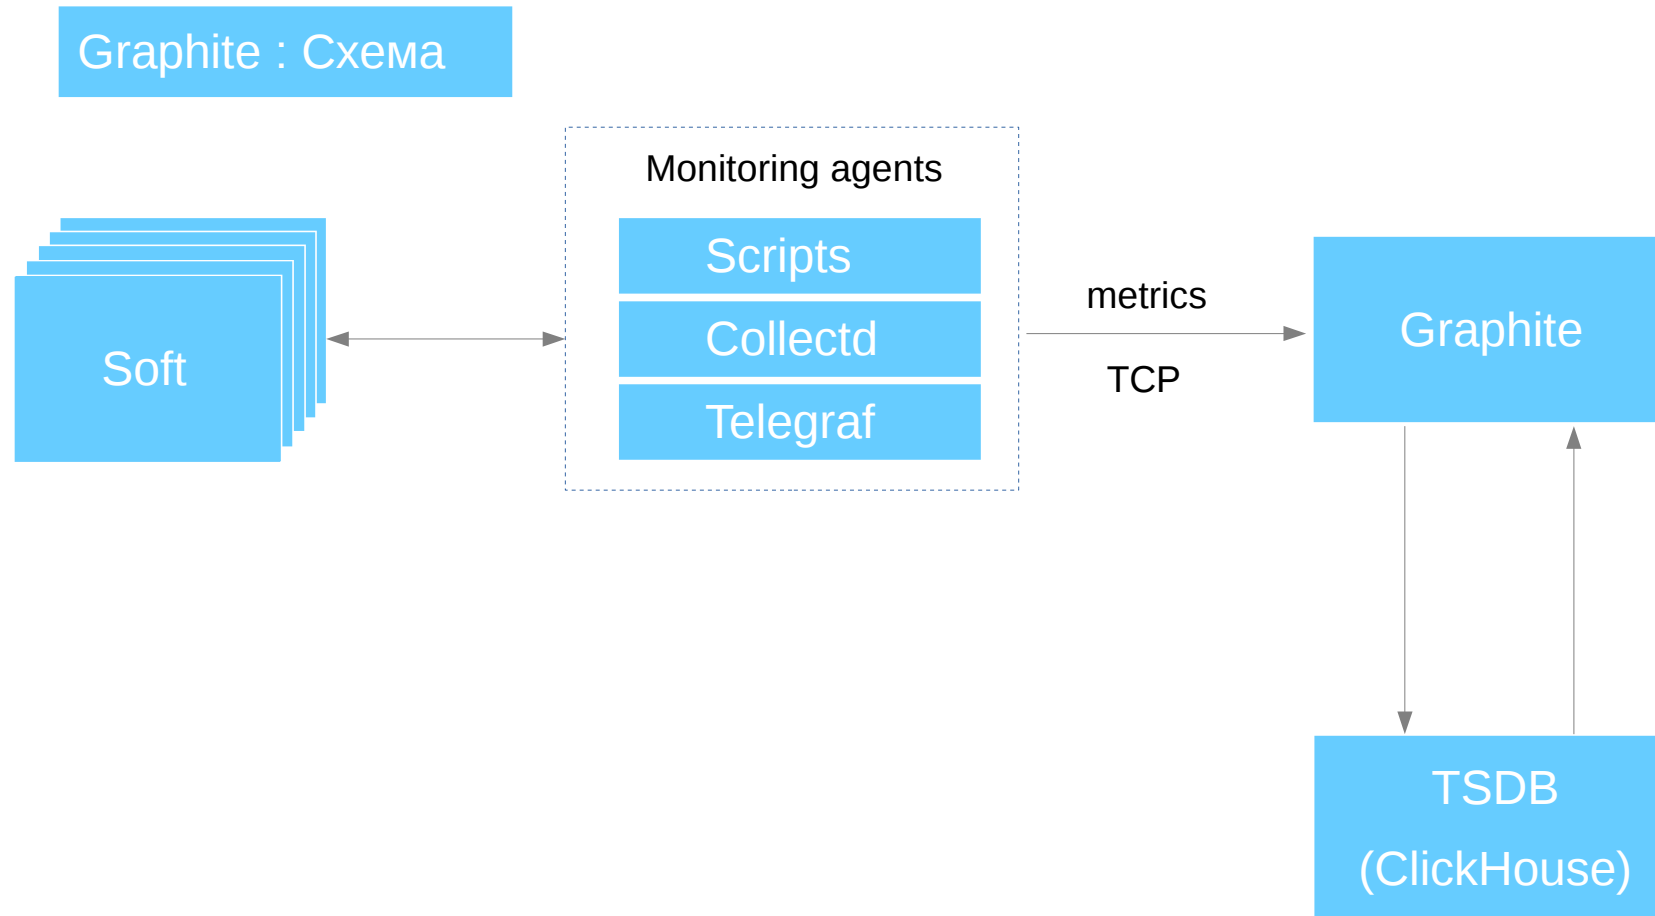 Graphite : Схема
Monitoring agents
Scripts
Collectd
Telegraf
Soft
metrics
TCP
Graphite
TSDB
(ClickHouse)